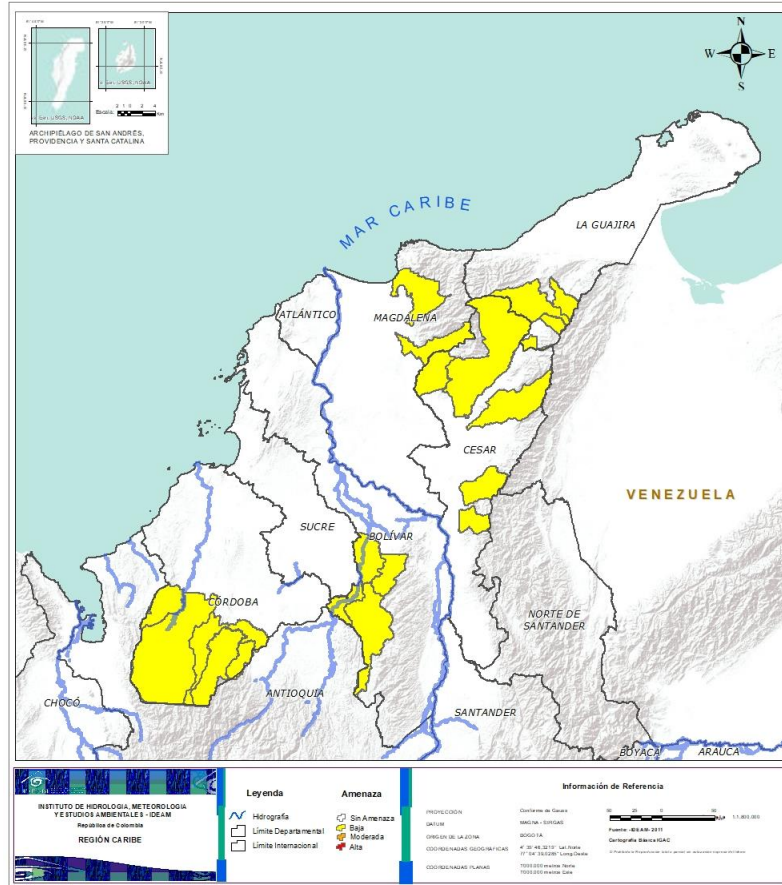 N
W E
S
Escala:
ARCHIPIÉLAGO DE SAN ANDRÉS,
PROVIDENCIA Y SANTA CATALINA
MAR CARIBE
LA GUAJIRA
ATLÁNTICO
MAGDALENA
CESAR
VENEZUELA
SUCRE
BOLÍVAR
CÓRDOBA
NORTE DE
SANTANDER
ANTIOQUIA
CHOCÓ
SANTANDER
BOYACA
ARAUCA
INSTITUTO DE HIDROLOGIA, METEOROLOGIA
Y ESTUDIOS AMBIENTALES - IDEAM
República de Colombia
REGIÓN CARIBE
Leyenda
Hidrografía
Límite Departamental
Límite Internacional
Amenaza
Sin Amenaza
Baja
Moderada
Alta
Información de Referencia
PROYECCIÓN Conforme de Gauss
DATUM MAGNA - SIRGAS
ORIGEN DE LA ZONA BOGOTÁ
COORDENADAS GEOGRÁFICAS
COORDENADAS PLANAS
Fuente: -IDEAM- 2011
Cartografía Básica IGAC